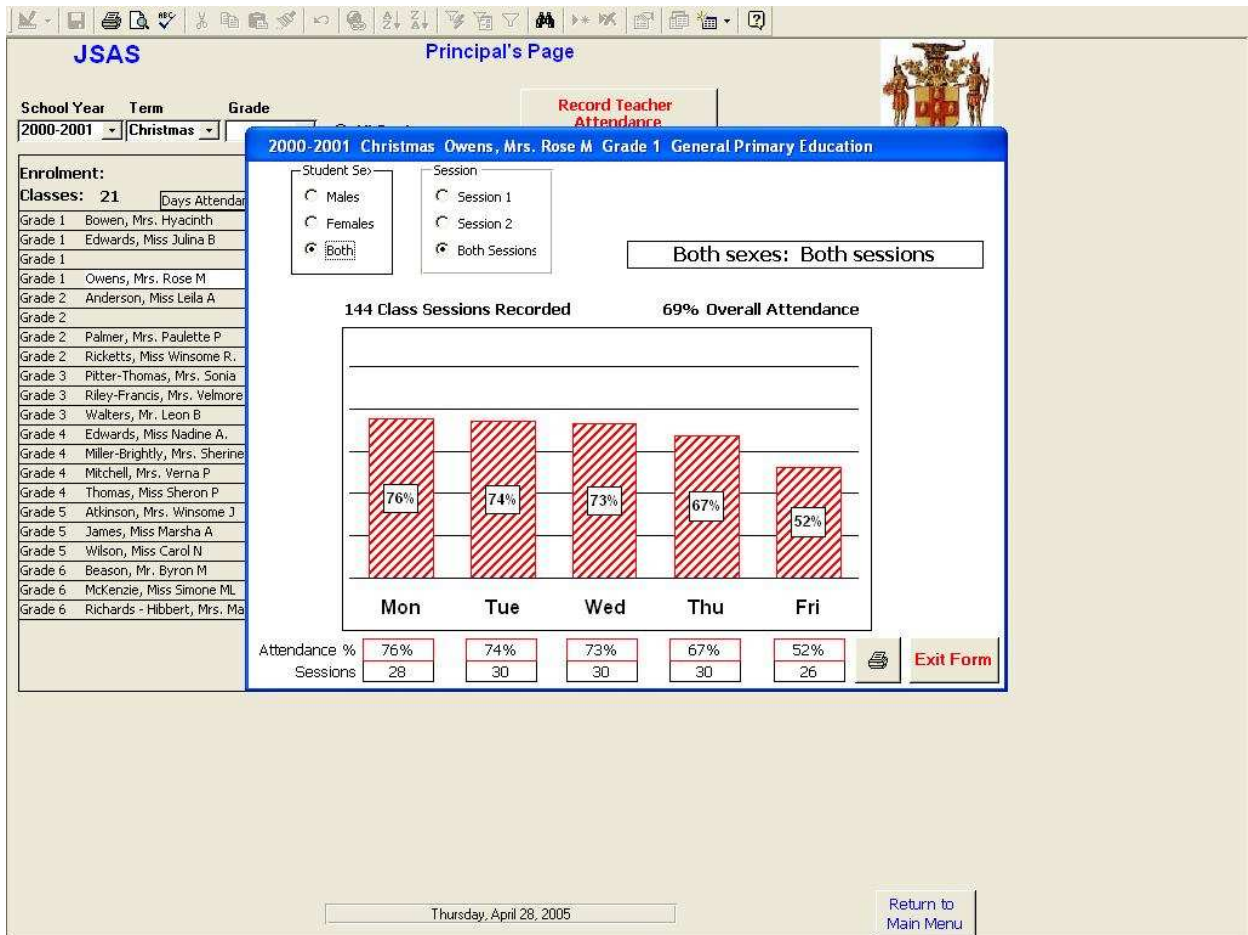 JSAS
Principal's Page
School Year Term Grade
2000-2001 Christmas
Record Teacher
Attendance
Enrolment:
Classes: 21
Days Attendan
Grade 1 Bowen, Mrs. Hyacinth
Grade 1 Edwards, Miss Julina B
Grade 1
Grade 1 Owens, Mrs. Rose M
Grade 2 Anderson, Miss Leila A
Grade 2
Grade 2 Palmer, Mrs. Paulette P
Grade 2 Ricketts, Miss Winsome R.
Grade 3 Pitter-Thomas, Mrs. Sonia
Grade 3 Riley-Francis, Mrs. Velmore
Grade 3 Walters, Mr. Leon B
Grade 4 Edwards, Miss Nadine A.
Grade 4 Miller-Brightly, Mrs. Sherine
Grade 4 Mitchell, Mrs. Verna P
Grade 4 Thomas, Miss Sheron P
Grade 5 Atkinson, Mrs. Winsome J
Grade 5 James, Miss Marsha A
Grade 5 Wilson, Miss Carol N
Grade 6 Beason, Mr. Byron M
Grade 6 McKenzie, Miss Simone ML
Grade 6 Richards - Hibbert, Mrs. Ma
2000-2001 Christmas Owens, Mrs. Rose M Grade 1 General Primary Education
Student Sex
Males
Females
Both
Session
Session 1
Session 2
Both Sessions
Both sexes: Both sessions
144 Class Sessions Recorded 69% Overall Attendance
76% 74% 73% 67% 52%
Mon Tue Wed Thu Fri
Attendance % 76% 74% 73% 67% 52%
Sessions 28 30 30 30 26
Exit Form
Thursday, April 28, 2005
Return to
Main Menu